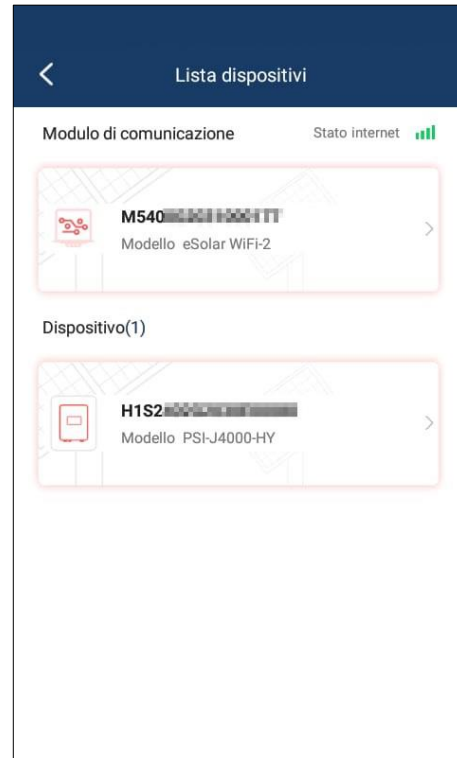 Lista dispositivi
Modulo di comunicazione Stato internet
M540
Modello eSolar WiFi-2
Dispositivo(1)
H1S2
Modello PSI-J4000-HY